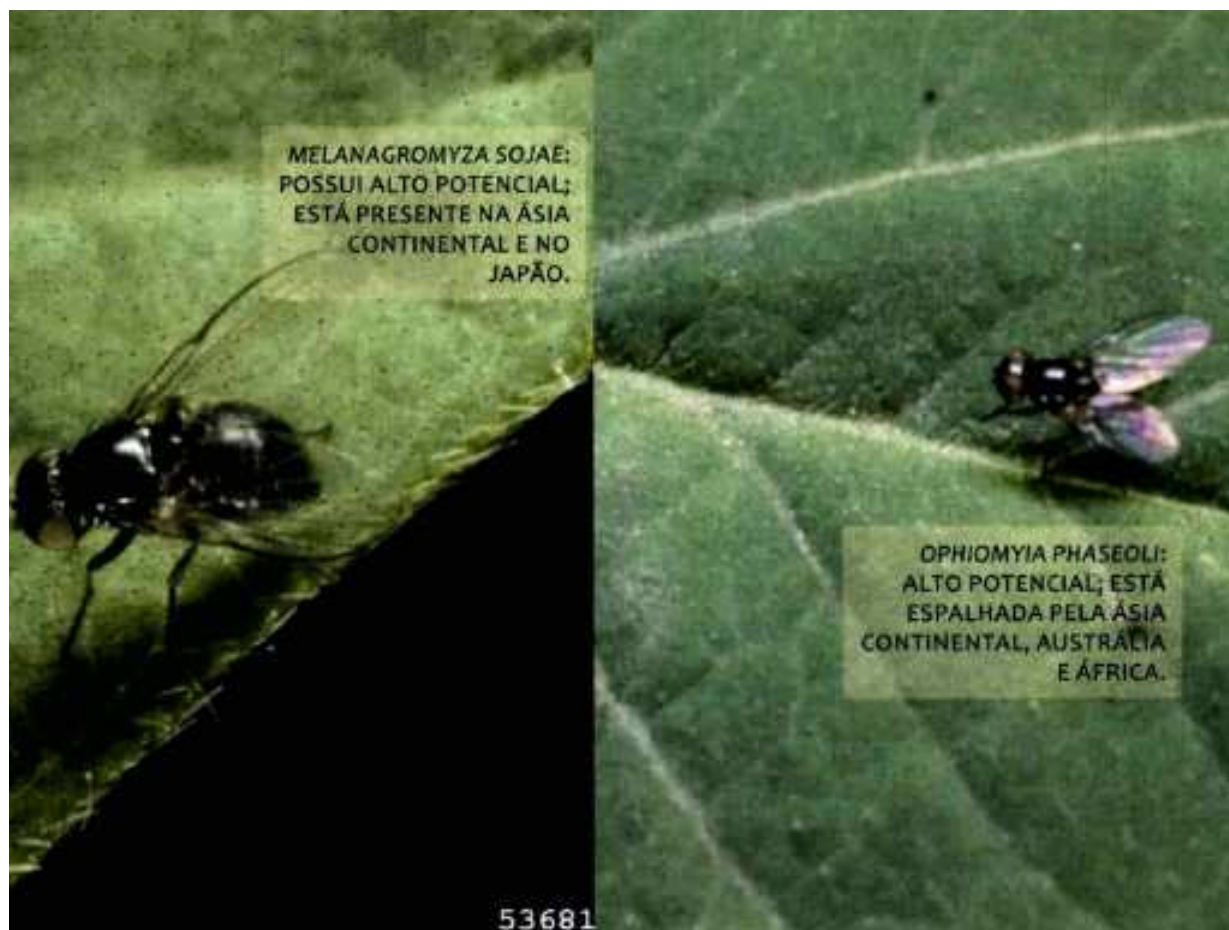 MELANAGROMYZA SOJAE:
POSSUI ALTO POTENCIAL;
ESTÁ PRESENTE NA ÁSIA
CONTINENTAL E NO
JAPÃO.
OPHIOMYIA PHASEOLI:
ALTO POTENCIAL; ESTÁ
ESPALHADA PELA ÁSIA
CONTINENTAL, AUSTRÁLIA
E ÁFRICA.
53681